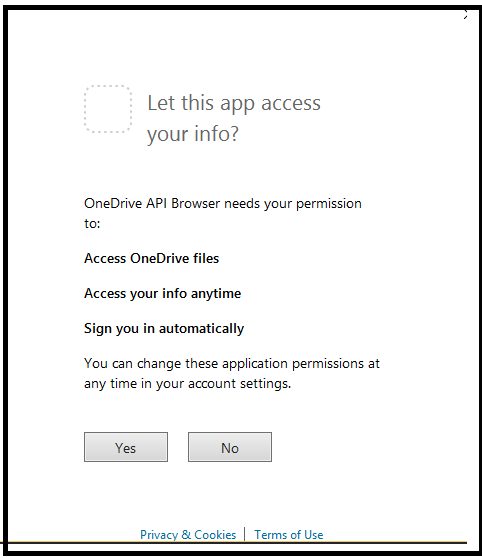 Let this app access
your info?
OneDrive API Browser needs your permission
to:
Access OneDrive files
Access your info anytime
Sign you in automatically
You can change these application permissions at
any time in your account settings.
Yes No
Privacy & Cookies | Terms of Use